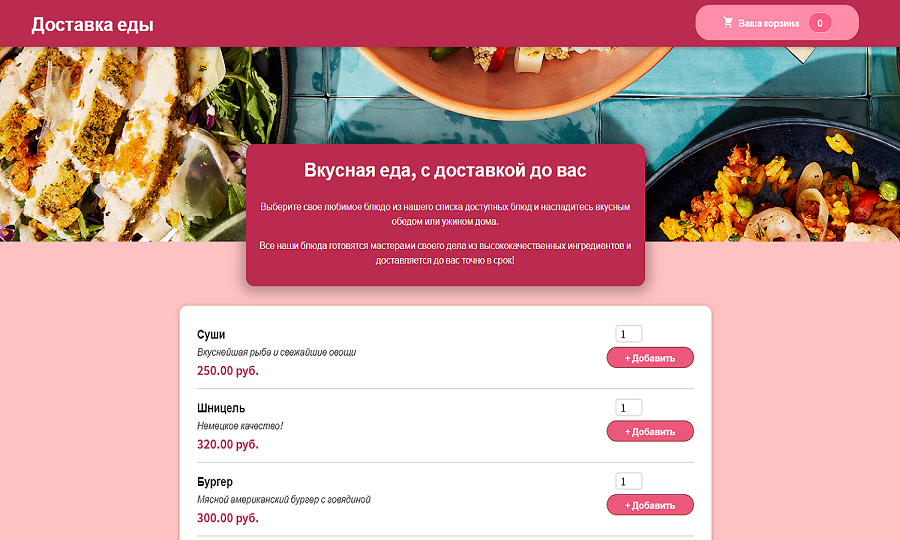 Доставка еды
Ваша корзина 0
Вкусная еда, с доставкой до вас
Выберите свое любимое блюдо из нашего списка доступных блюд и насладитесь вкусным
обедом или ужином дома.
Все наши блюда готовятся мастерами своего дела из высококачественных ингредиентов и
доставляется до вас точно в срок!
Суши
1
Вкуснейшая рыба и свежайшие овощи
+ Добавить
250.00 руб.
Шницель
1
Немецкое качество!
+ Добавить
320.00 руб.
Бургер
1
Мясной американский бургер с говядиной
+ Добавить
300.00 руб.